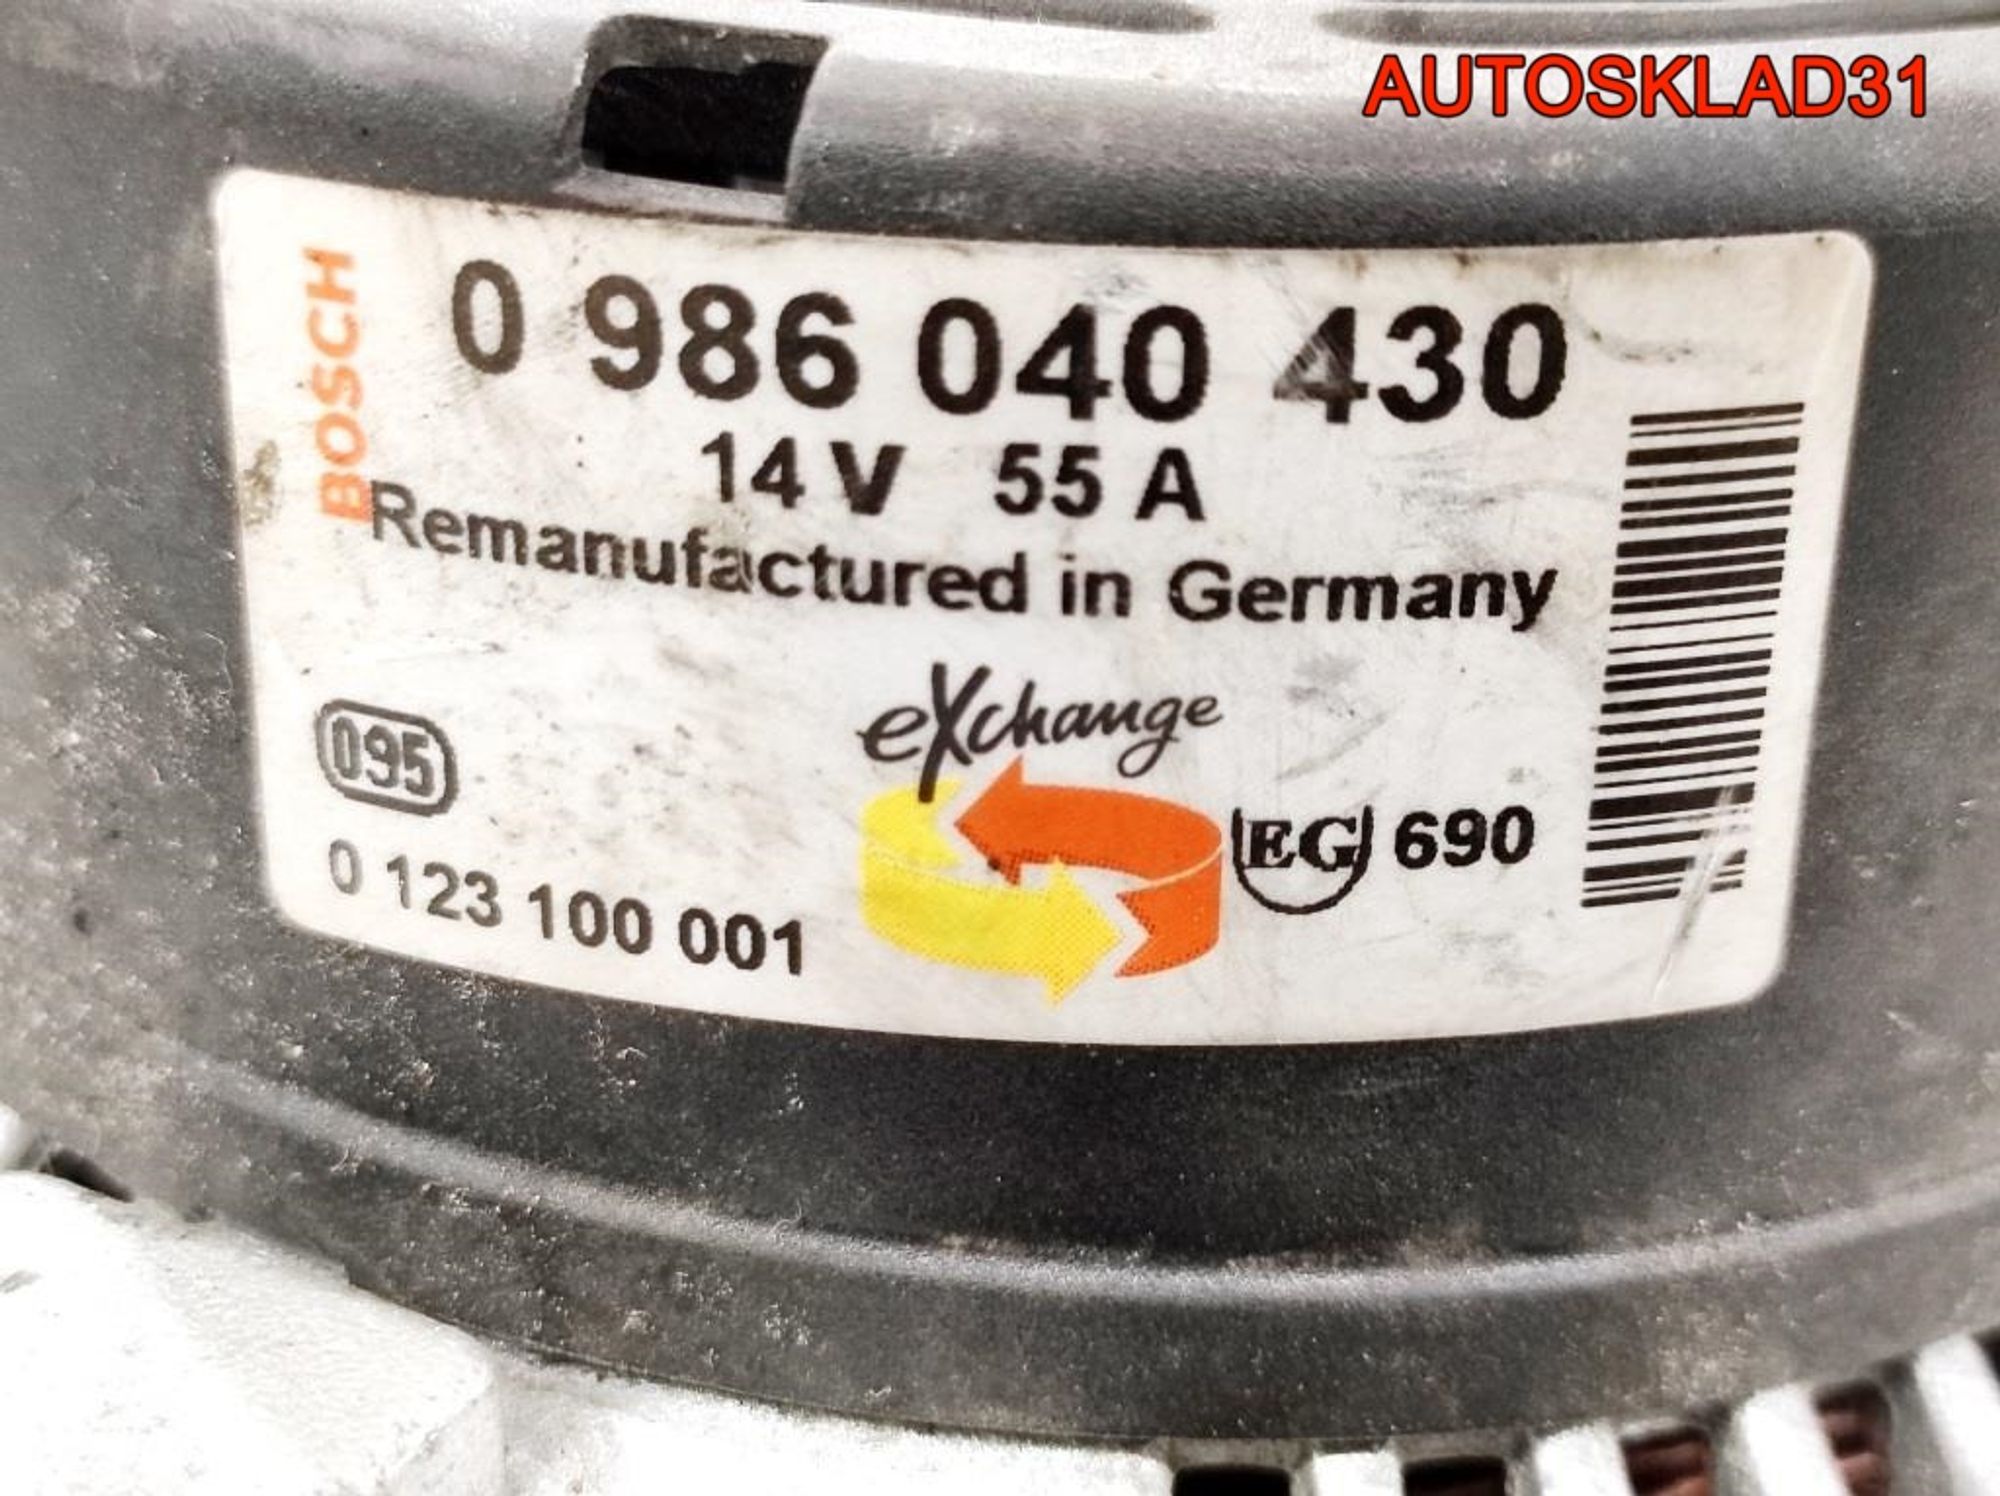 AUTOSKLAD31
BOSCH
0 986 040 430
14 V 55 A
Remanufactured in Germany
eXchange
095
EG 690
0 123 100 001